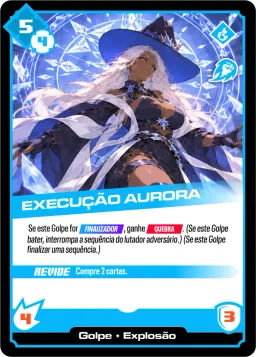 5
4
EXECUÇÃO AURORA
Se este Golpe for FINALIZADOR, ganhe QUEBRA. (Se este Golpe
bater, interrompa a sequência do lutador adversário.) (Se este Golpe
finalizar uma sequência.)
REVIDE Compre 2 cartas.
4
3
Golpe • Explosão